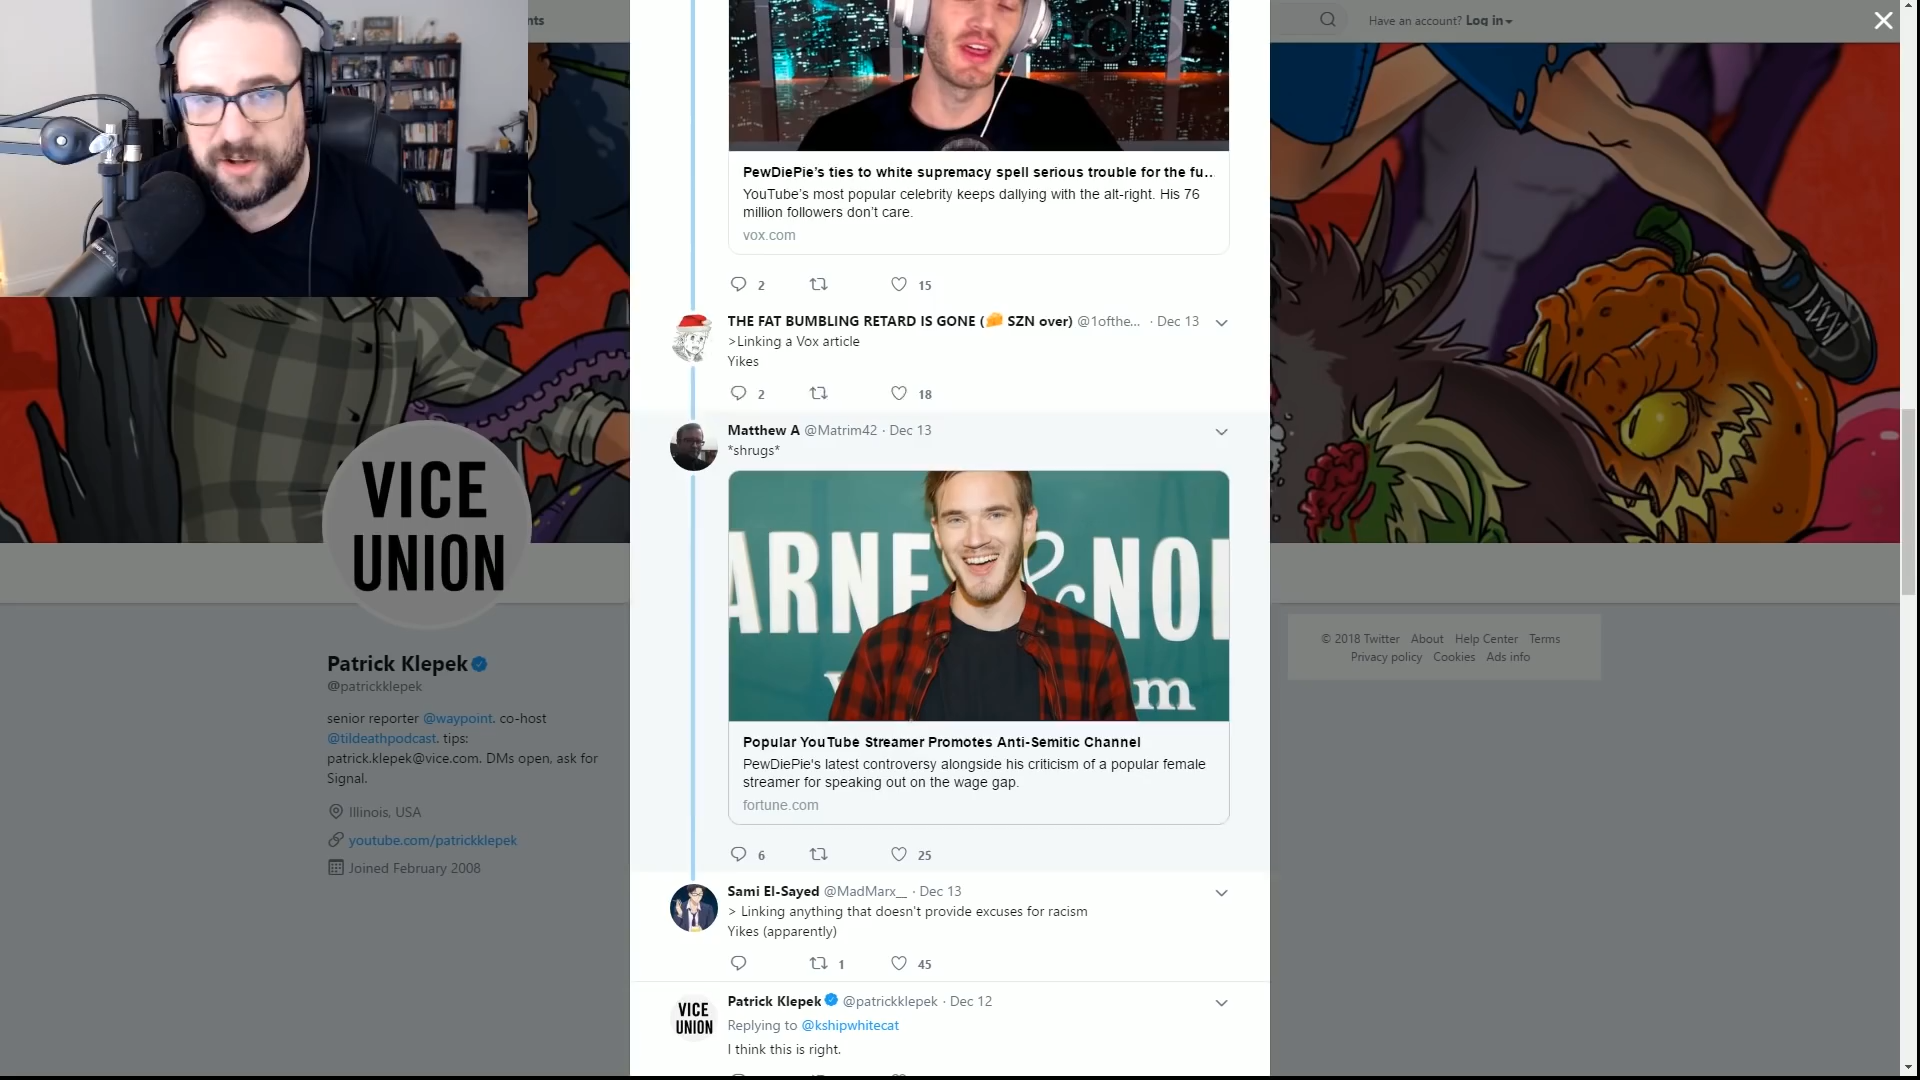 nts
Have an account? Log in
PewDiePie's ties to white supremacy spell serious trouble for the fu...
YouTube's most popular celebrity keeps dallying with the alt-right. His 76
million followers don't care.
vox.com
2 15
THE FAT BUMBLING RETARD IS GONE (🧀 SZN over) @1ofthe... · Dec 13
>Linking a Vox article
Yikes
2 18
Matthew A @Matrim42 · Dec 13
*shrugs*
ARNE & NO
m
Popular YouTube Streamer Promotes Anti-Semitic Channel
PewDiePie's latest controversy alongside his criticism of a popular female
streamer for speaking out on the wage gap.
fortune.com
6 25
Sami El-Sayed @MadMarx__ · Dec 13
> Linking anything that doesn't provide excuses for racism
Yikes (apparently)
1 45
Patrick Klepek @patrickklepek · Dec 12
VICE
UNION
Replying to @kshipwhitecat
I think this is right.
VICE
UNION
Patrick Klepek
@patrickklepek
senior reporter @waypoint. co-host
@tildeathpodcast. tips:
patrick.klepek@vice.com. DMs open, ask for
Signal.
Illinois, USA
youtube.com/patrickklepek
Joined February 2008
© 2018 Twitter About Help Center Terms
Privacy policy Cookies Ads info